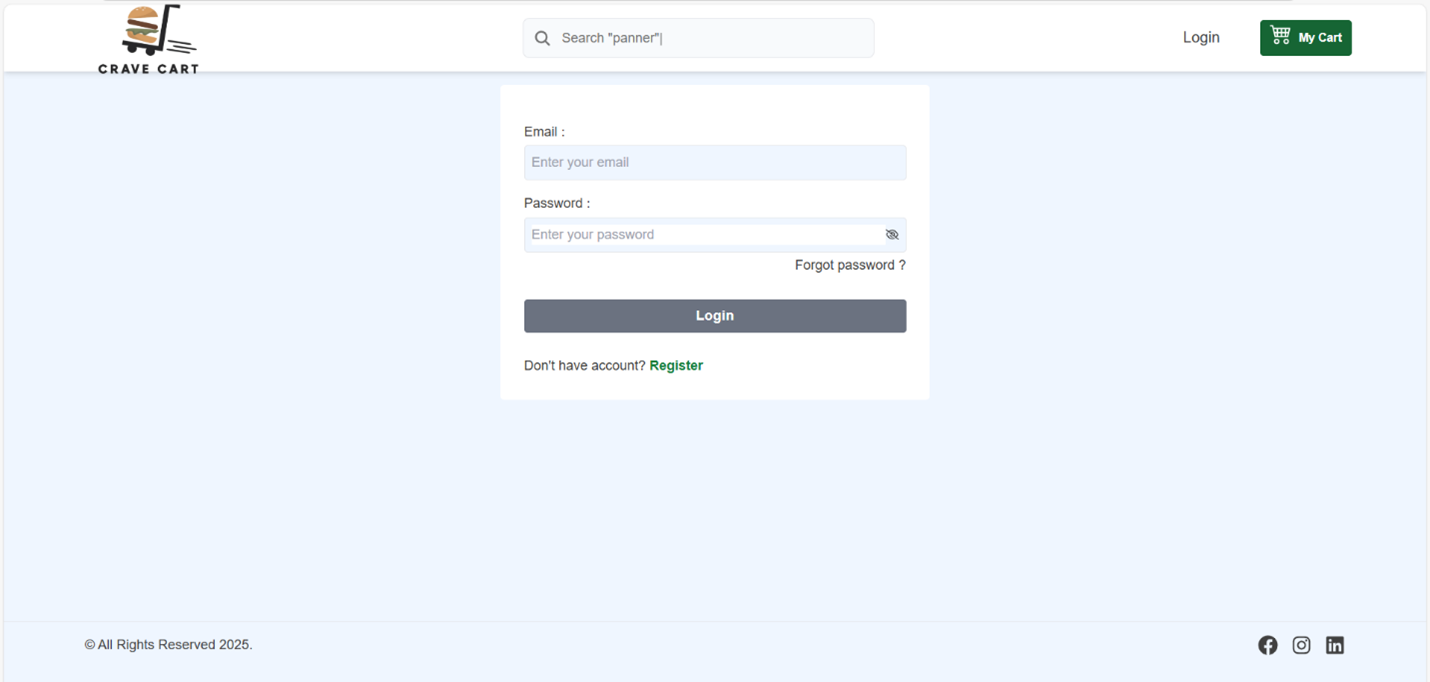 CRAVE CART
Search "panner"|
Login
My Cart
Email :
Enter your email
Password :
Enter your password
Forgot password ?
Login
Don't have account? Register
© All Rights Reserved 2025.